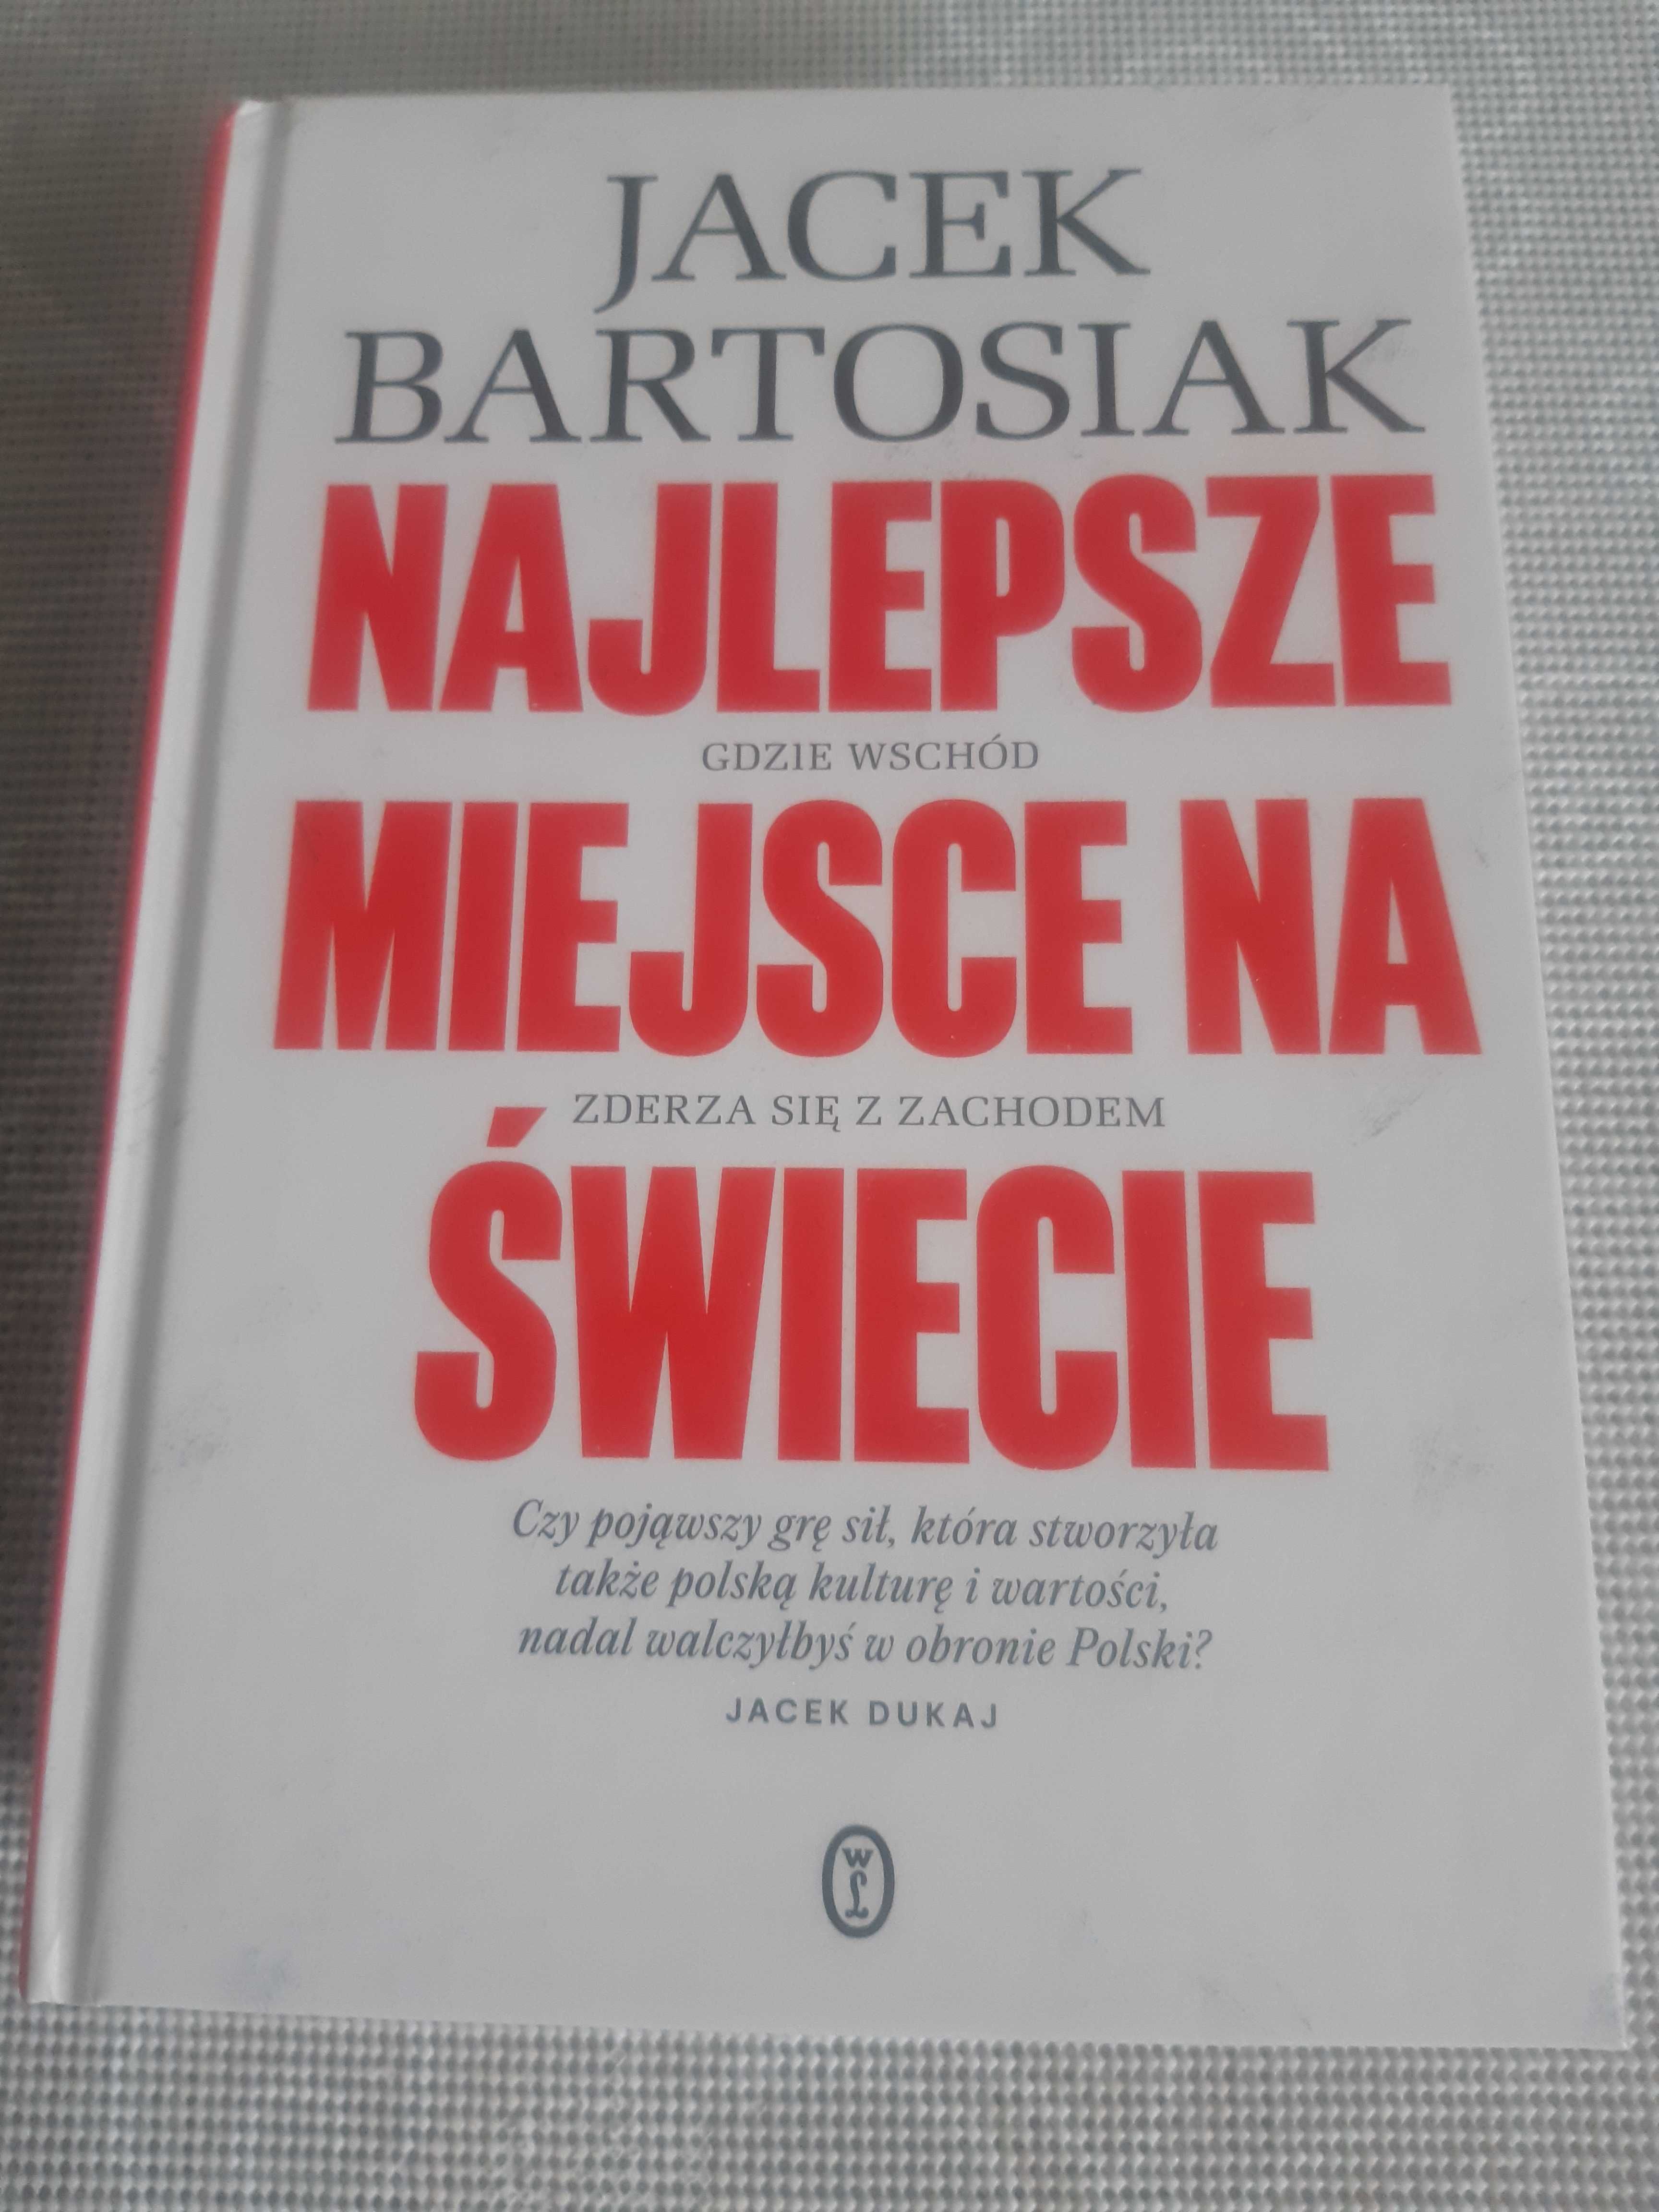 JACEK
BARTOSIAK
NAJLEPSZE
GDZIE WSCHÓD
MIEJSCE NA
ZDERZA SIĘ Z ZACHODEM
ŚWIECIE
Czy pojąwszy grę sił, która stworzyła
także polską kulturę i wartości,
nadal walczyłbyś w obronie Polski?
JACEK DUKAJ
W
L